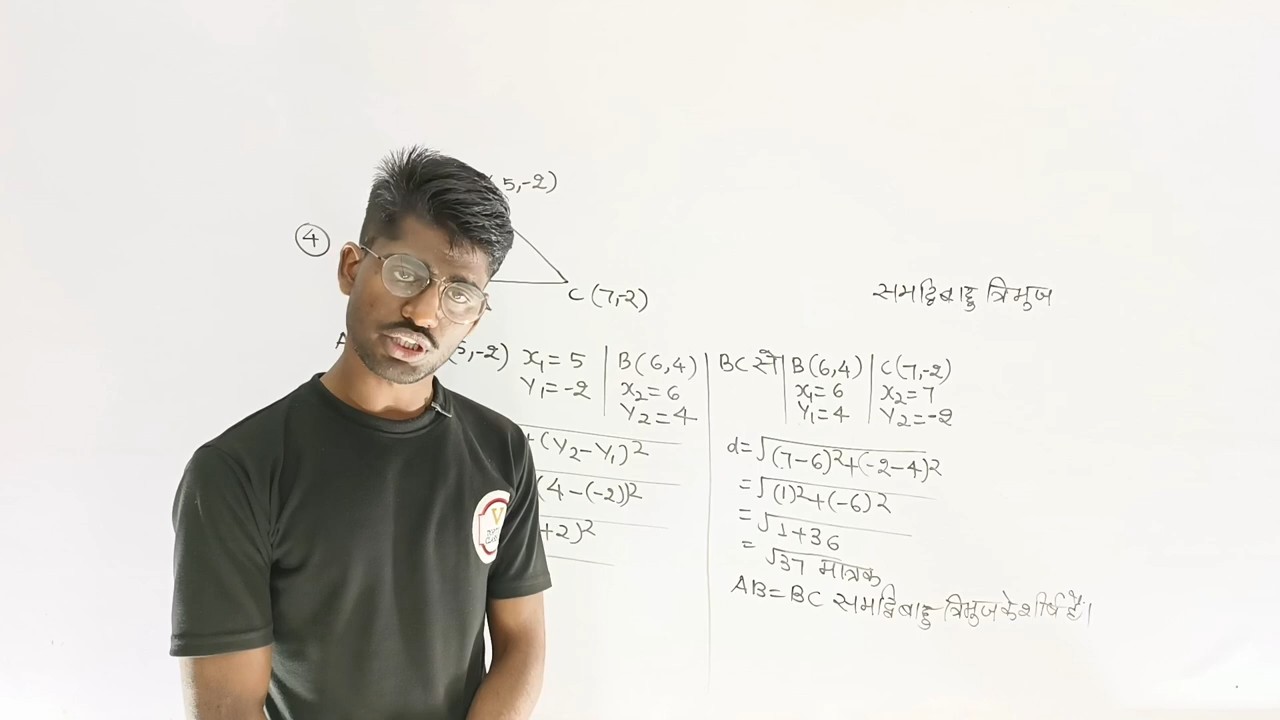 5,-2)
4
C (7,-2)
समद्विबाहु त्रिभुज
5,-2) x₁ = 5 | B(6,4) | BC से | B(6,4) | C(7,-2)
y₁ = -2 | x₂ = 6 | x₁ = 6 | x₂ = 7
y₂ = 4 | y₁ = 4 | y₂ = -2
+(y₂-y₁)²
(4-(-2))²
+2)²
d=√(7-6)²+(-2-4)²
=√(1)²+(-6)²
=√1+36
= √37 मात्रक
AB=BC समद्विबाहु त्रिभुज के शीर्ष है।